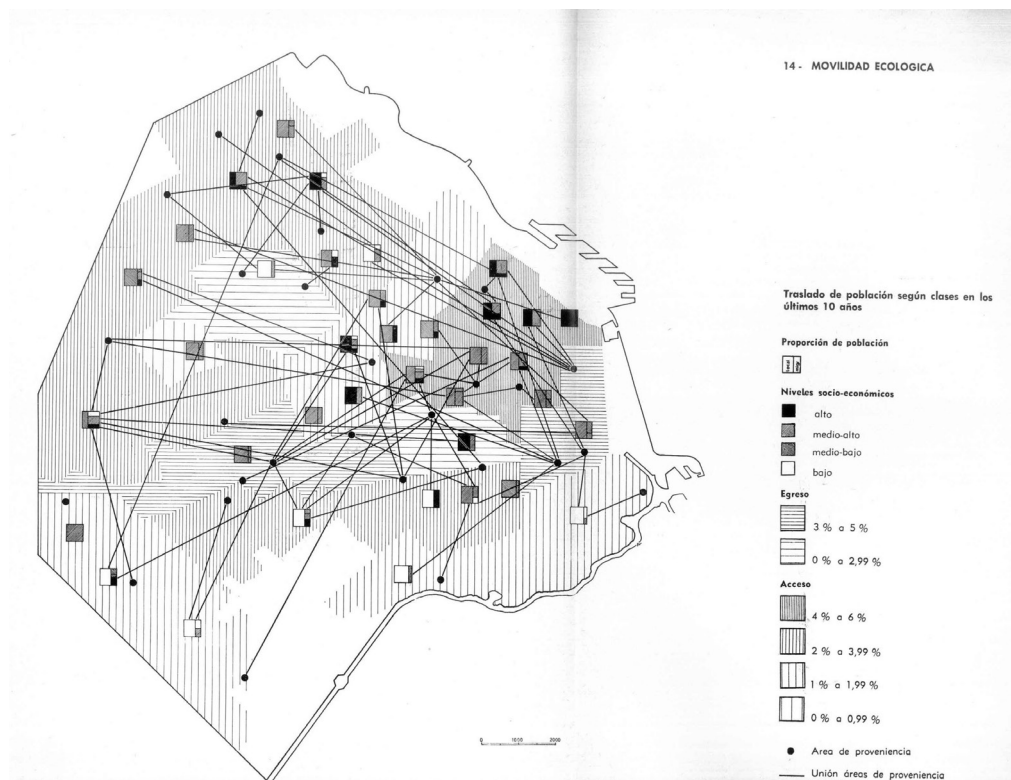 14 - MOVILIDAD ECOLOGICA
Traslado de población según clases en los
últimos 10 años
Proporción de población
Niveles socio-económicos
alto
medio-alto
medio-bajo
bajo
Egreso
3 % a 5 %
0 % a 2,99 %
Acceso
4 % a 6 %
2 % a 3,99 %
1 % a 1,99 %
0 % a 0,99 %
Area de proveniencia
Unión áreas de proveniencia
0 1000 2000